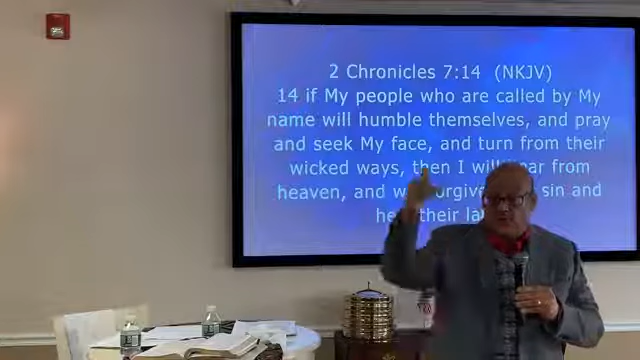 2 Chronicles 7:14 (NKJV)
14 if My people who are called by My
name will humble themselves, and pray
and seek My face, and turn from their
wicked ways, then I will from
heaven, and sin and
their